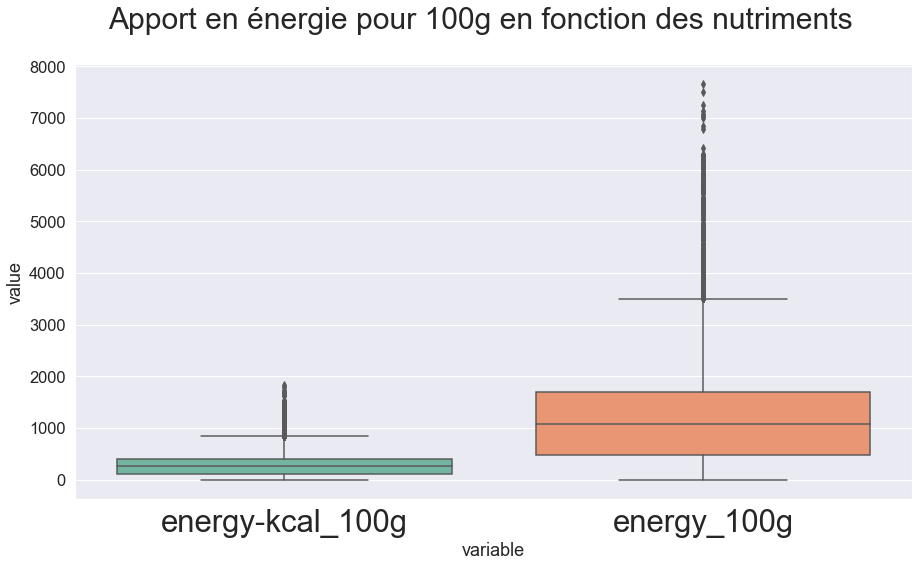 Apport en énergie pour 100g en fonction des nutriments
8000
7000
6000
5000
4000
3000
2000
1000
0
value
energy-kcal_100g energy_100g
variable